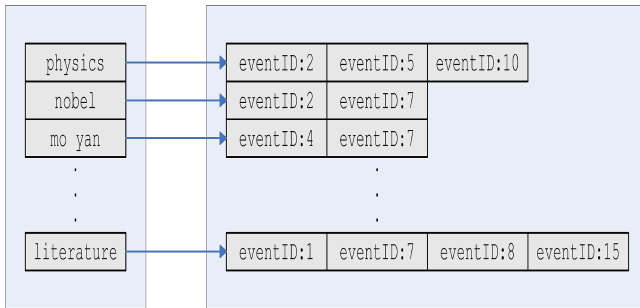 physics eventID:2 eventID:5 eventID:10
nobel eventID:2 eventID:7
mo yan eventID:4 eventID:7
literature eventID:1 eventID:7 eventID:8 eventID:15